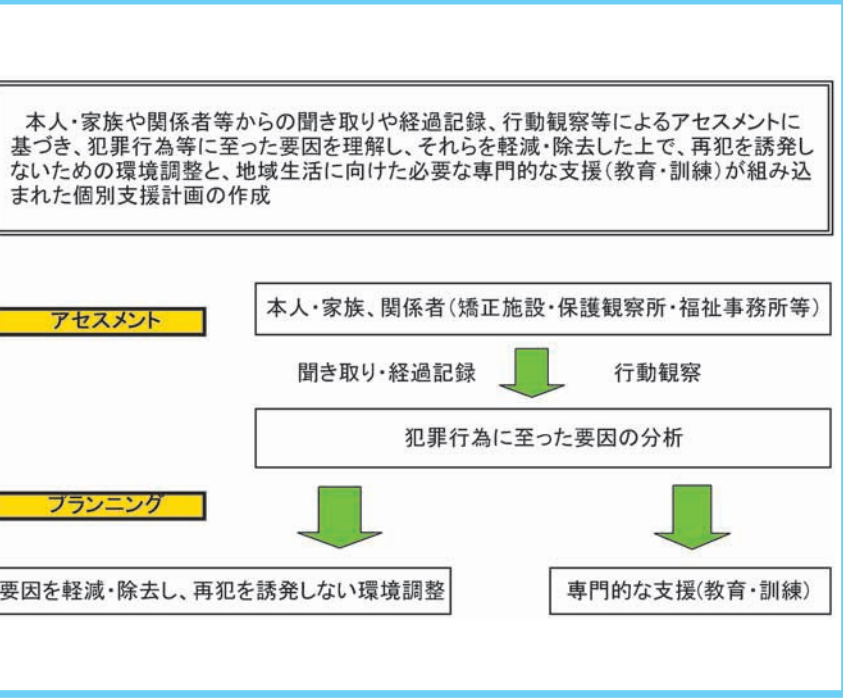 本人・家族や関係者等からの聞き取りや経過記録、行動観察等によるアセスメントに
基づき、犯罪行為等に至った要因を理解し、それらを軽減・除去した上で、再犯を誘発し
ないための環境調整と、地域生活に向けた必要な専門的な支援(教育・訓練)が組み込
まれた個別支援計画の作成
アセスメント
本人・家族、関係者(矯正施設・保護観察所・福祉事務所等)
聞き取り・経過記録 行動観察
犯罪行為に至った要因の分析
プランニング
要因を軽減・除去し、再犯を誘発しない環境調整
専門的な支援(教育・訓練)